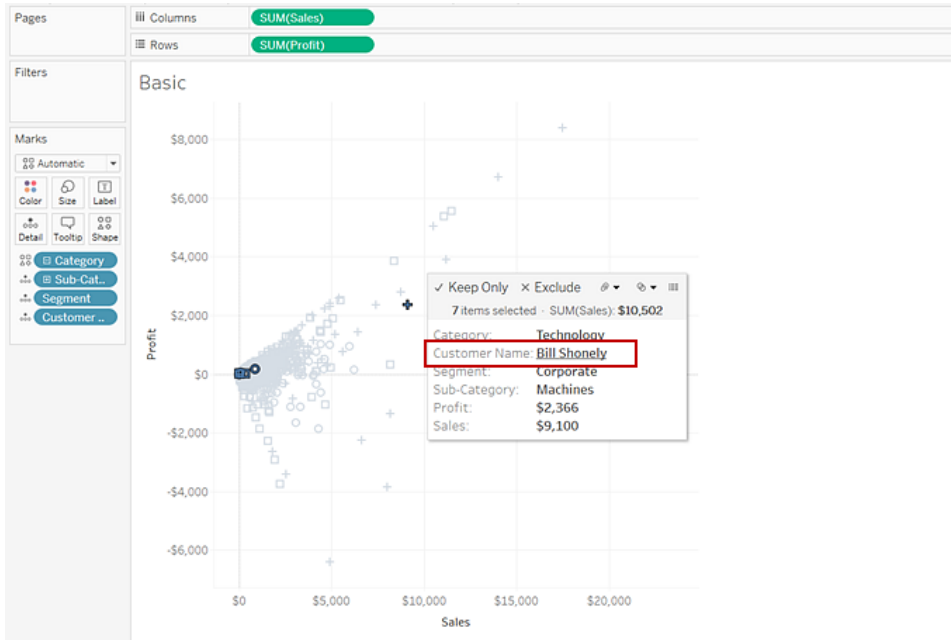 Pages
Columns SUM(Sales)
Rows SUM(Profit)
Filters
Basic
Marks
Automatic
Color Size Label
Detail Tooltip Shape
Category
Sub-Cat..
Segment
Customer ..
Profit
$8,000
$6,000
$4,000
$2,000
$0
-$2,000
-$4,000
-$6,000
Keep Only Exclude
7 items selected · SUM(Sales): $10,502
Category: Technology
Customer Name: Bill Shonely
Segment: Corporate
Sub-Category: Machines
Profit: $2,366
Sales: $9,100
$0 $5,000 $10,000 $15,000 $20,000
Sales